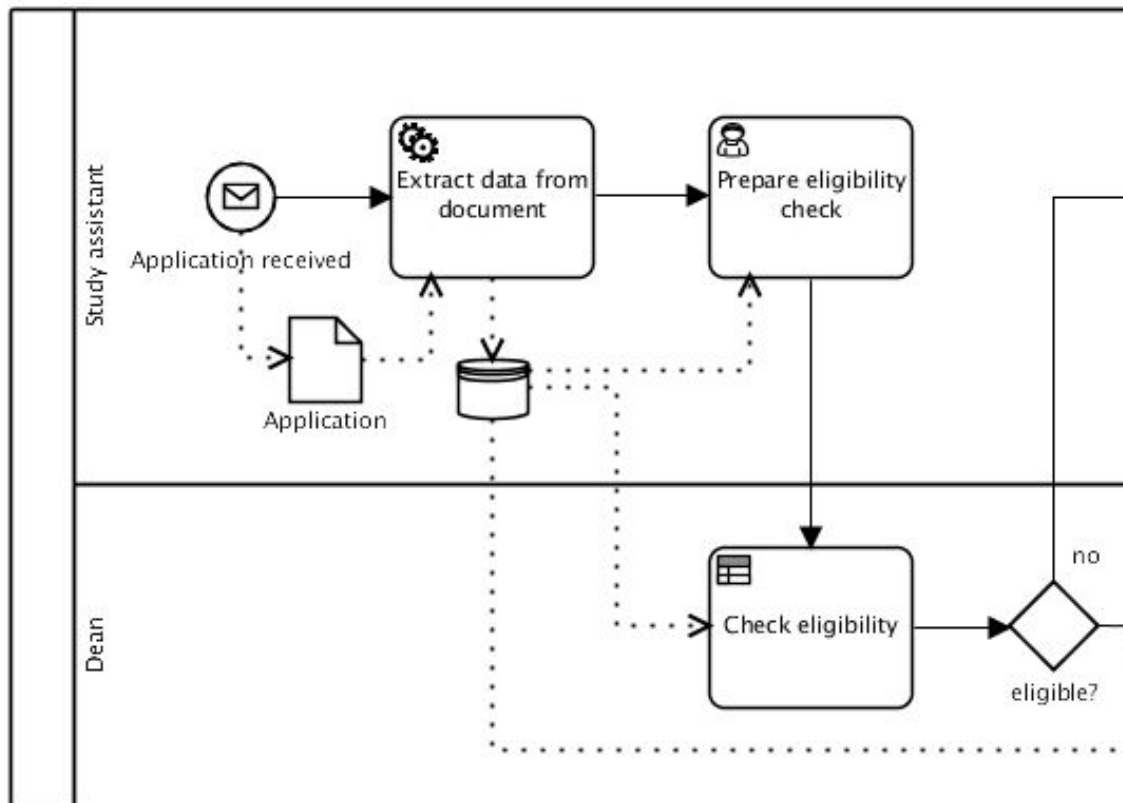 Study assistant
Application received
Extract data from
document
Prepare eligibility
check
Application
Dean
Check eligibility
no
eligible?